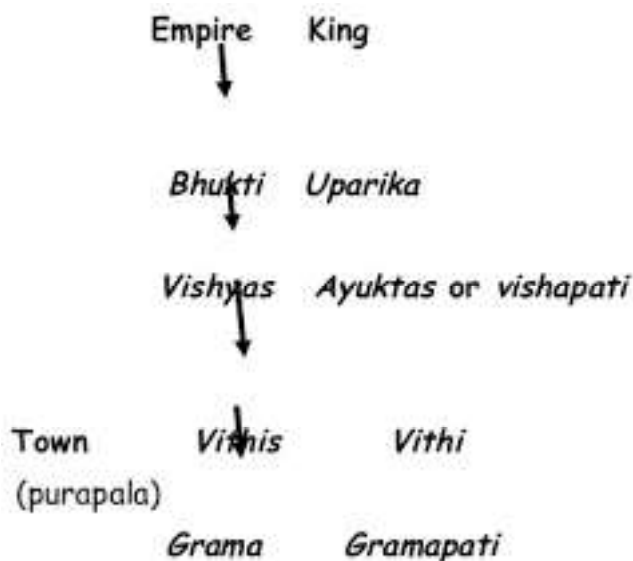 Empire King
Bhukti Uparika
Vishyas Ayuktas or vishapati
Town Vithis Vithi
(purapala)
Grama Gramapati